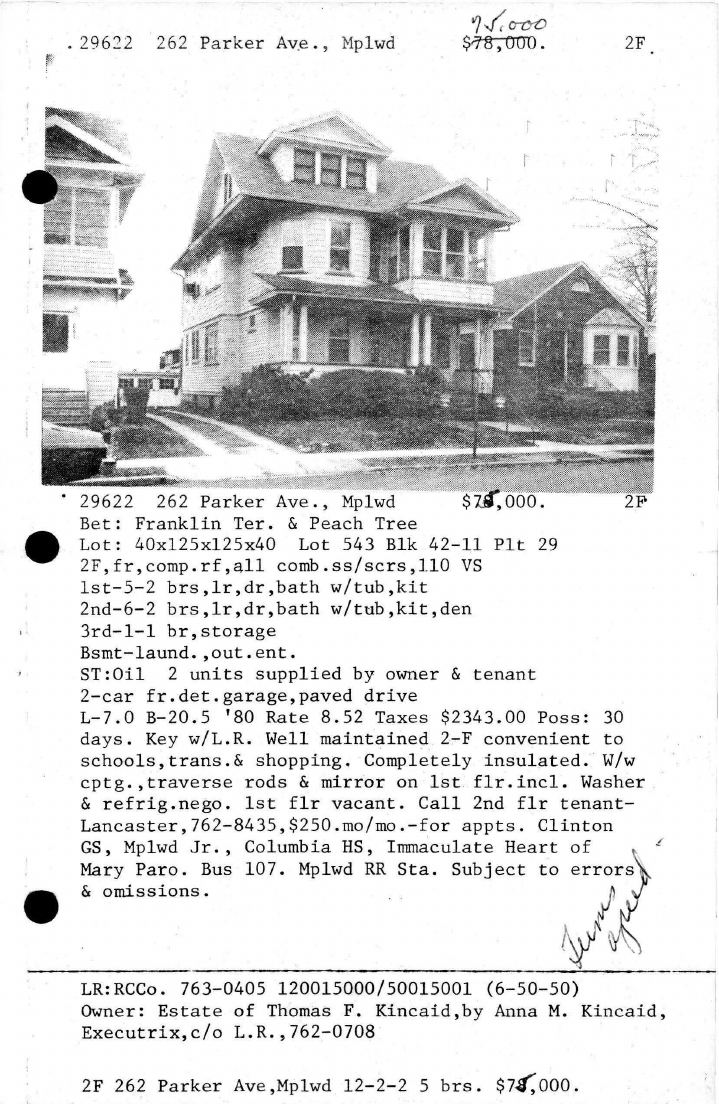 75,000
.29622 262 Parker Ave., Mplwd $78,000. 2F.
29622 262 Parker Ave., Mplwd $75,000. 2F
Bet: Franklin Ter. & Peach Tree
Lot: 40x125x125x40 Lot 543 Blk 42-11 Plt 29
2F,fr,comp.rf,all comb.ss/scrs,110 VS
1st-5-2 brs,lr,dr,bath w/tub,kit
2nd-6-2 brs,lr,dr,bath w/tub,kit,den
3rd-1-1 br,storage
Bsmt-laund.,out.ent.
ST:Oil 2 units supplied by owner & tenant
2-car fr.det.garage,paved drive
L-7.0 B-20.5 '80 Rate 8.52 Taxes $2343.00 Poss: 30
days. Key w/L.R. Well maintained 2-F convenient to
schools,trans.& shopping. Completely insulated. W/w
cptg.,traverse rods & mirror on 1st flr.incl. Washer
& refrig.nego. 1st flr vacant. Call 2nd flr tenant-
Lancaster,762-8435,$250.mo/mo.-for appts. Clinton
GS, Mplwd Jr., Columbia HS, Immaculate Heart of
Mary Paro. Bus 107. Mplwd RR Sta. Subject to errors
& omissions.
Terms
agreed
LR:RCCo. 763-0405 120015000/50015001 (6-50-50)
Owner: Estate of Thomas F. Kincaid,by Anna M. Kincaid,
Executrix,c/o L.R.,762-0708
2F 262 Parker Ave,Mplwd 12-2-2 5 brs. $75,000.